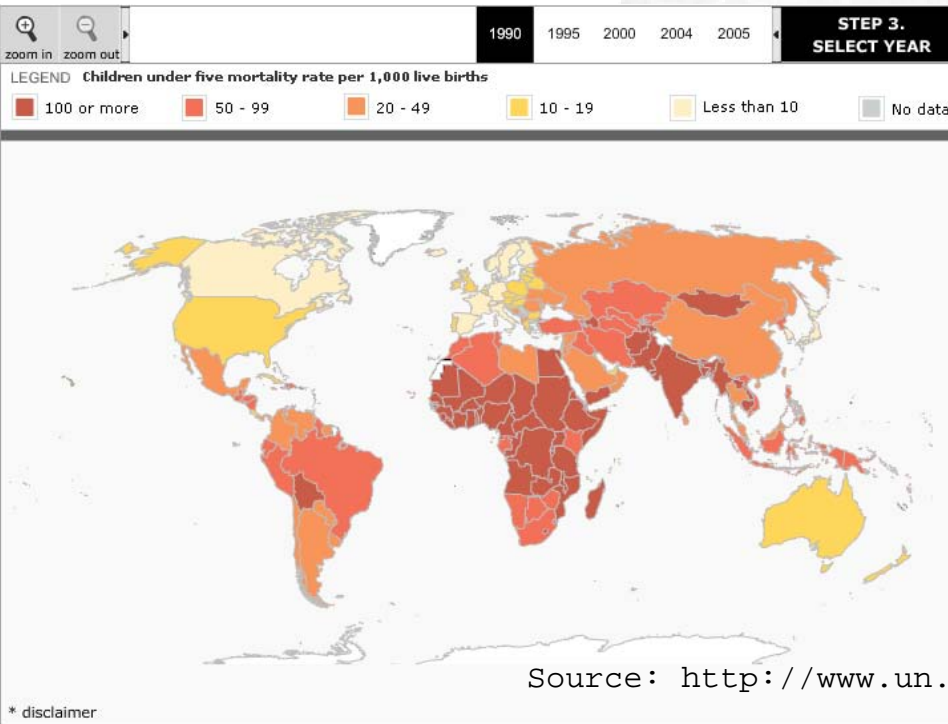 1990 1995 2000 2004 2005 STEP 3.
zoom in zoom out SELECT YEAR
LEGEND Children under five mortality rate per 1,000 live births
100 or more 50 - 99 20 - 49 10 - 19 Less than 10 No data
Source: http://www.un.
* disclaimer